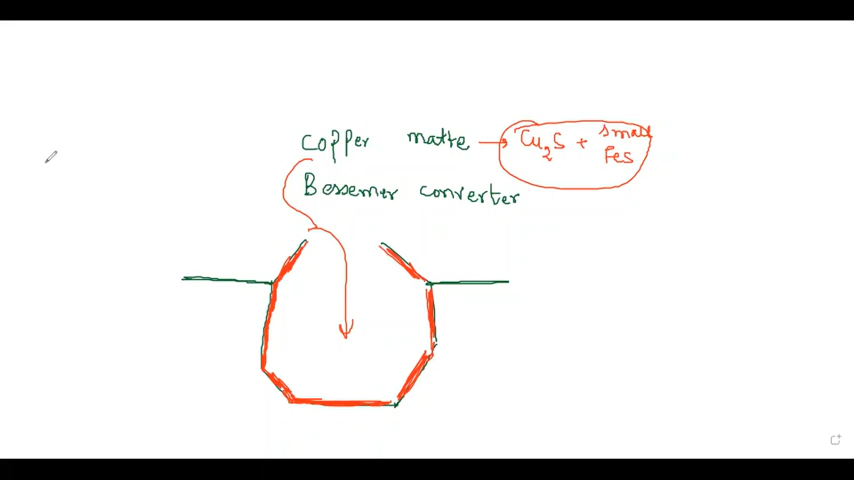 Copper matte → Cu2S + small
FeS
Bessemer converter